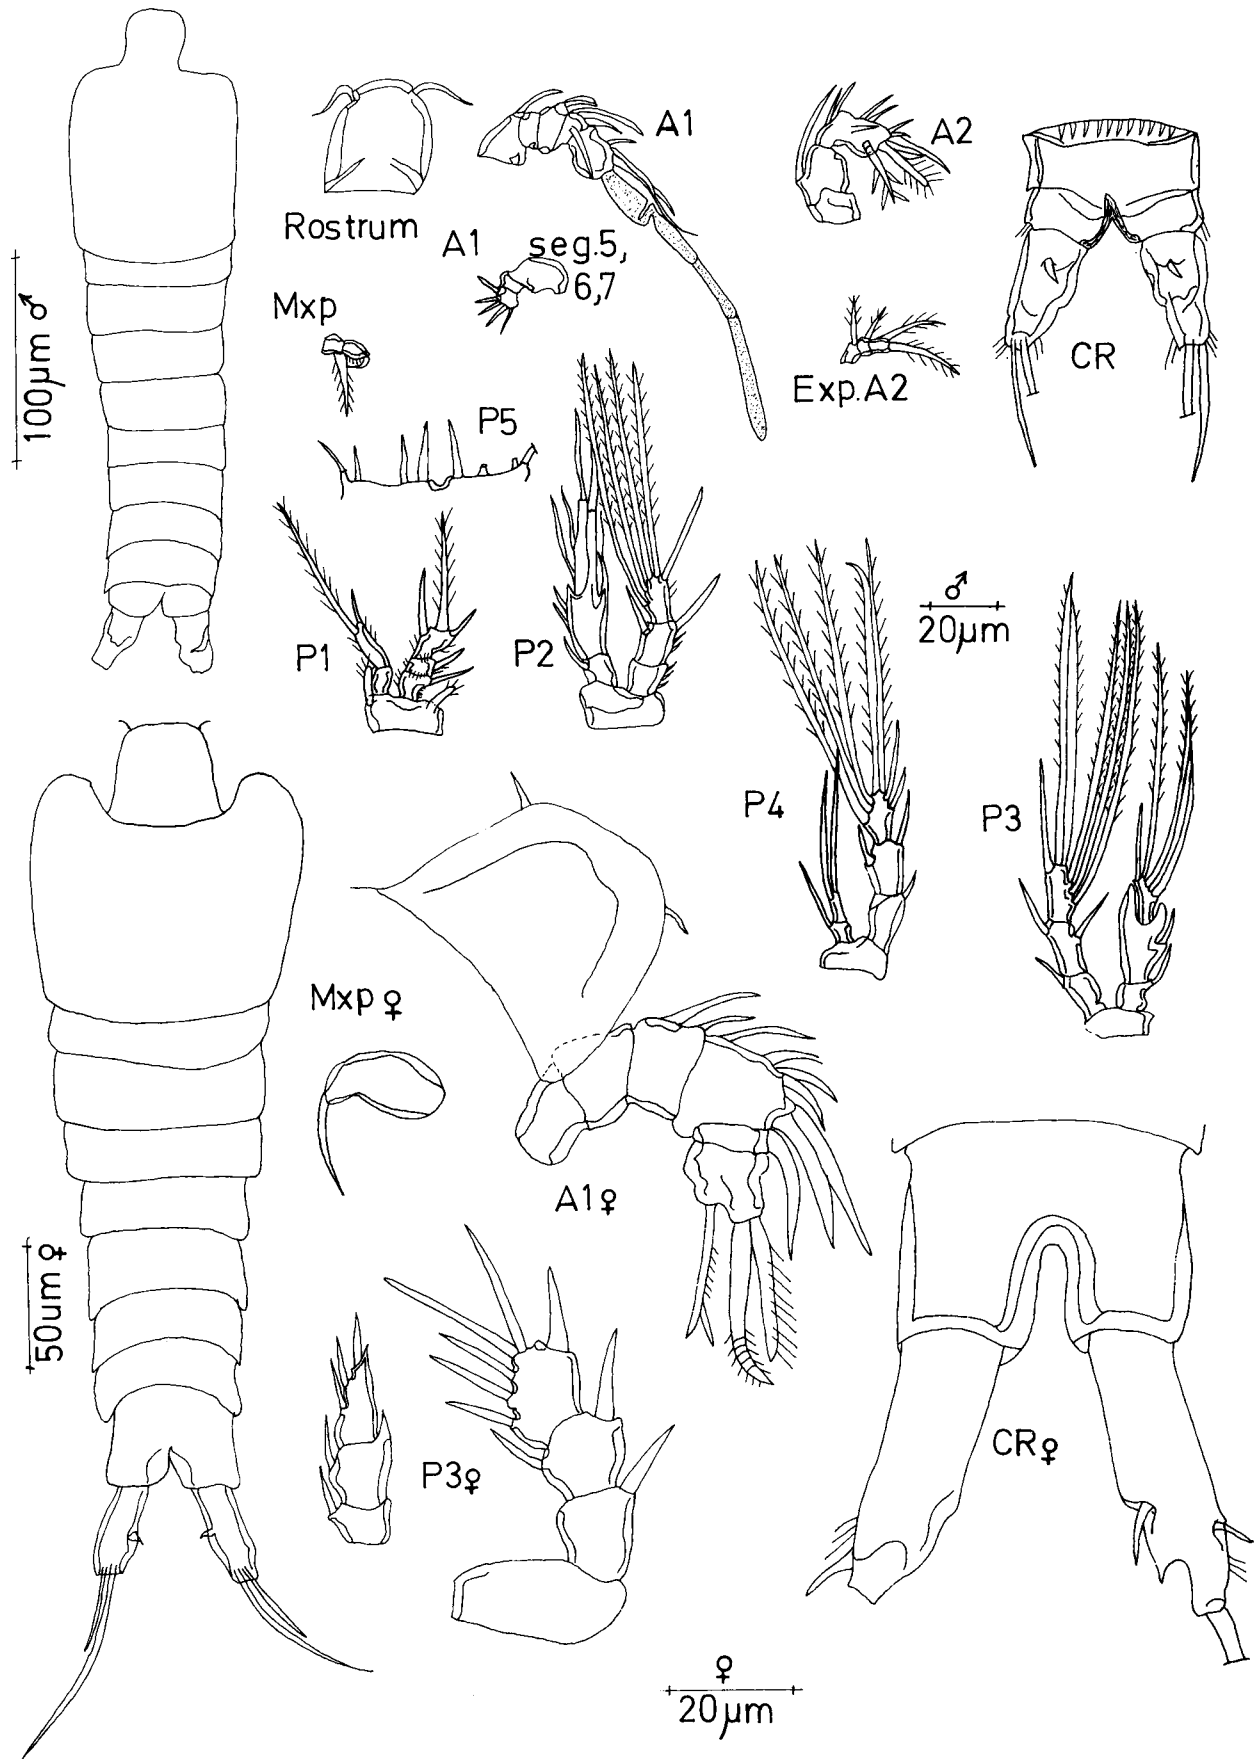 Rostrum
A1
A2
A1
seg.5,
6,7
Mxp
Exp.A2
CR
100µm ♂
P5
P1
P2
♂
20µm
P4
P3
Mxp ♀
A1♀
50um ♀
P3♀
CR♀
♀
20µm